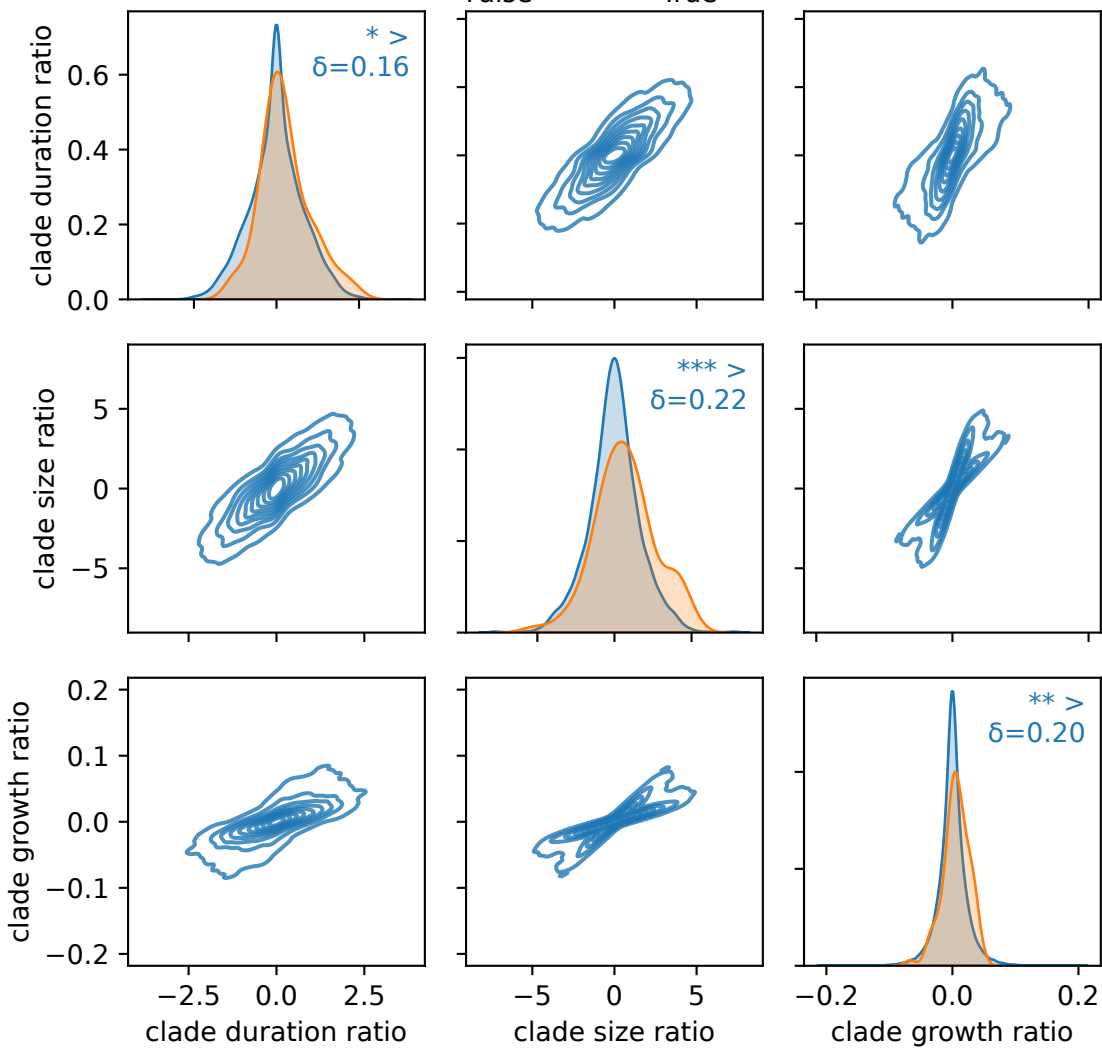 False True
clade duration ratio
0.6
0.4
0.2
0.0
* >
δ=0.16
clade size ratio
5
0
−5
*** >
δ=0.22
clade growth ratio
0.2
0.1
0.0
−0.1
−0.2
** >
δ=0.20
−2.5 0.0 2.5
−5 0 5
−0.2 0.0 0.2
clade duration ratio
clade size ratio
clade growth ratio